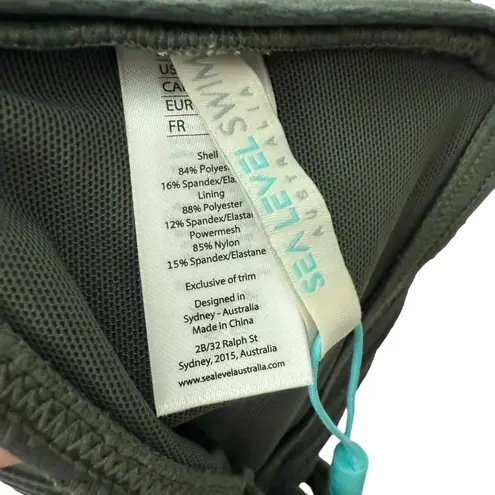 US
CA
EUR
FR
Shell
84% Polyes
16% Spandex/Ela
Lining
88% Polyester
12% Spandex/Elastan
Powermesh
85% Nylon
15% Spandex/Elastane
Exclusive of trim
Designed in
Sydney - Australia
Made in China
2B/32 Ralph St
Sydney, 2015, Australia
www.sealevelaustralia.com
SEA LEVEL SWIM
AUSTRALIA